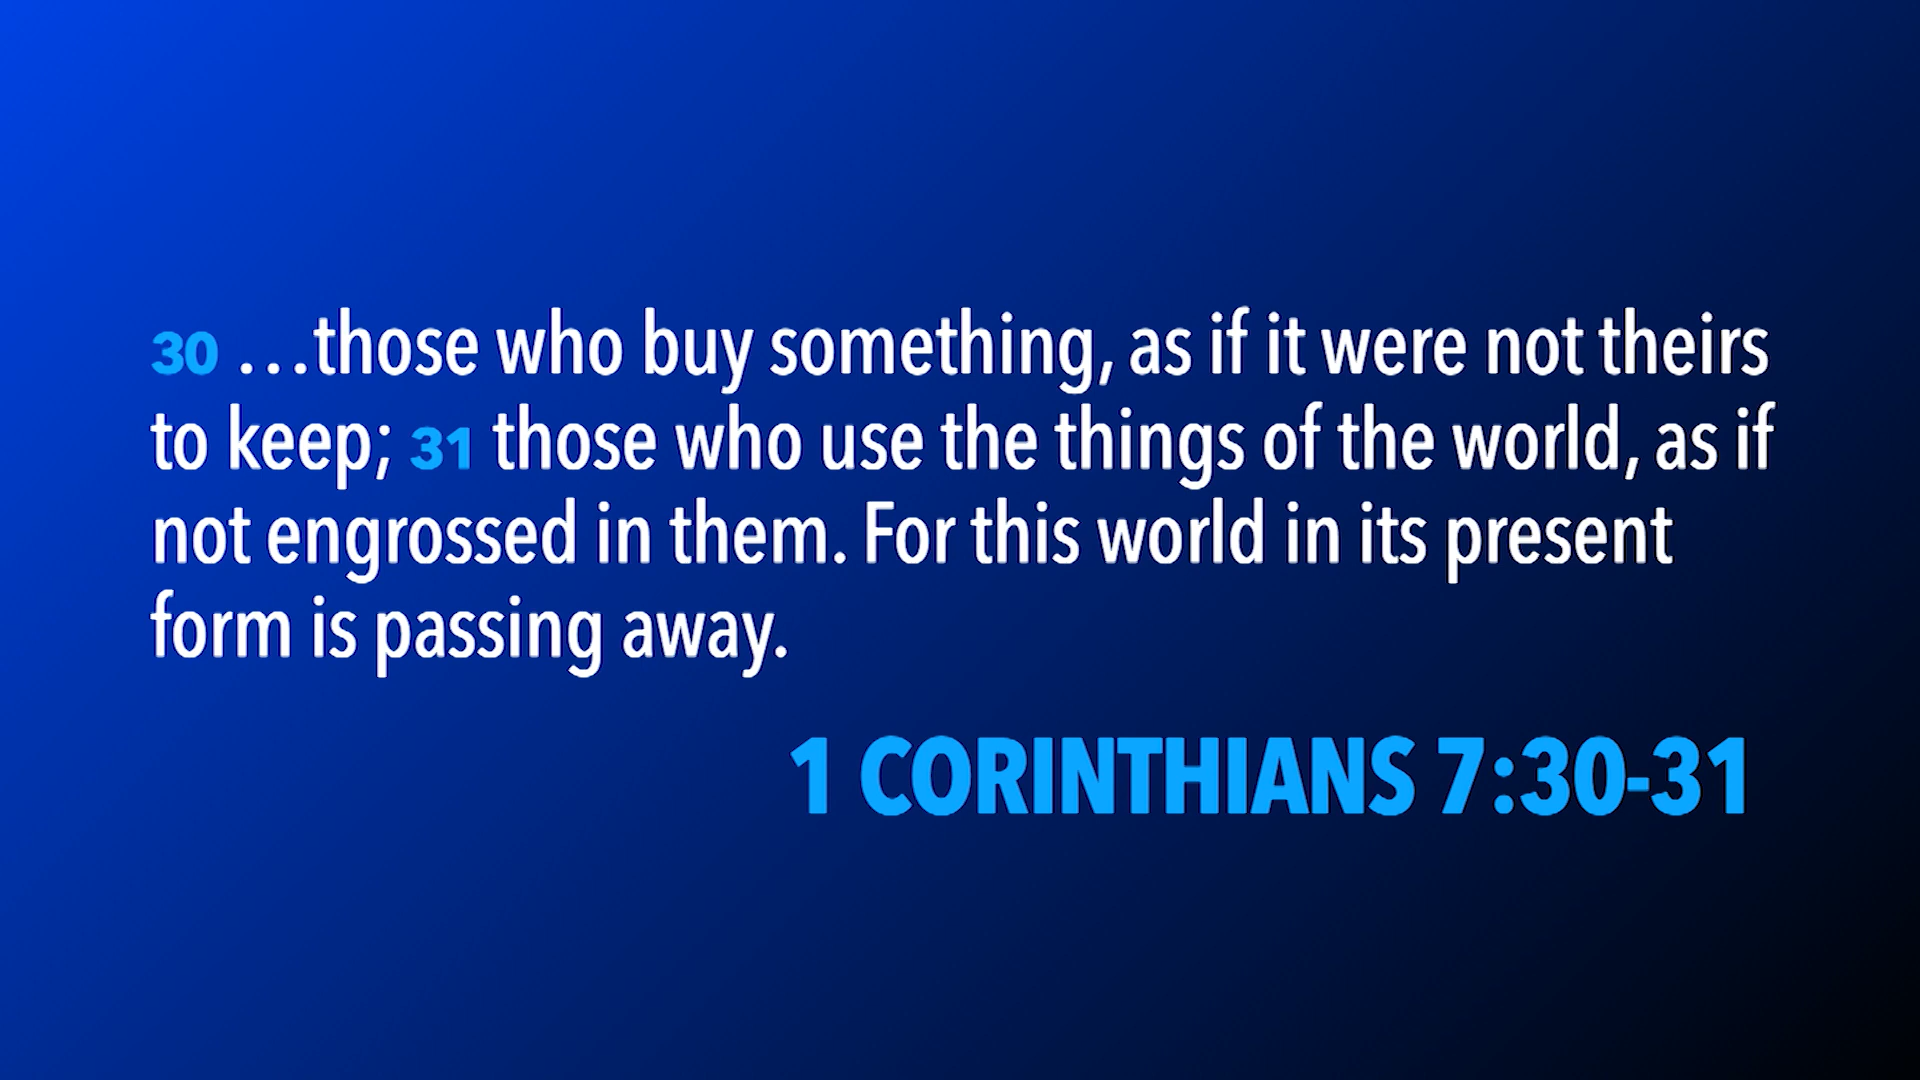 30 …those who buy something, as if it were not theirs
to keep; 31 those who use the things of the world, as if
not engrossed in them. For this world in its present
form is passing away.
1 CORINTHIANS 7:30-31